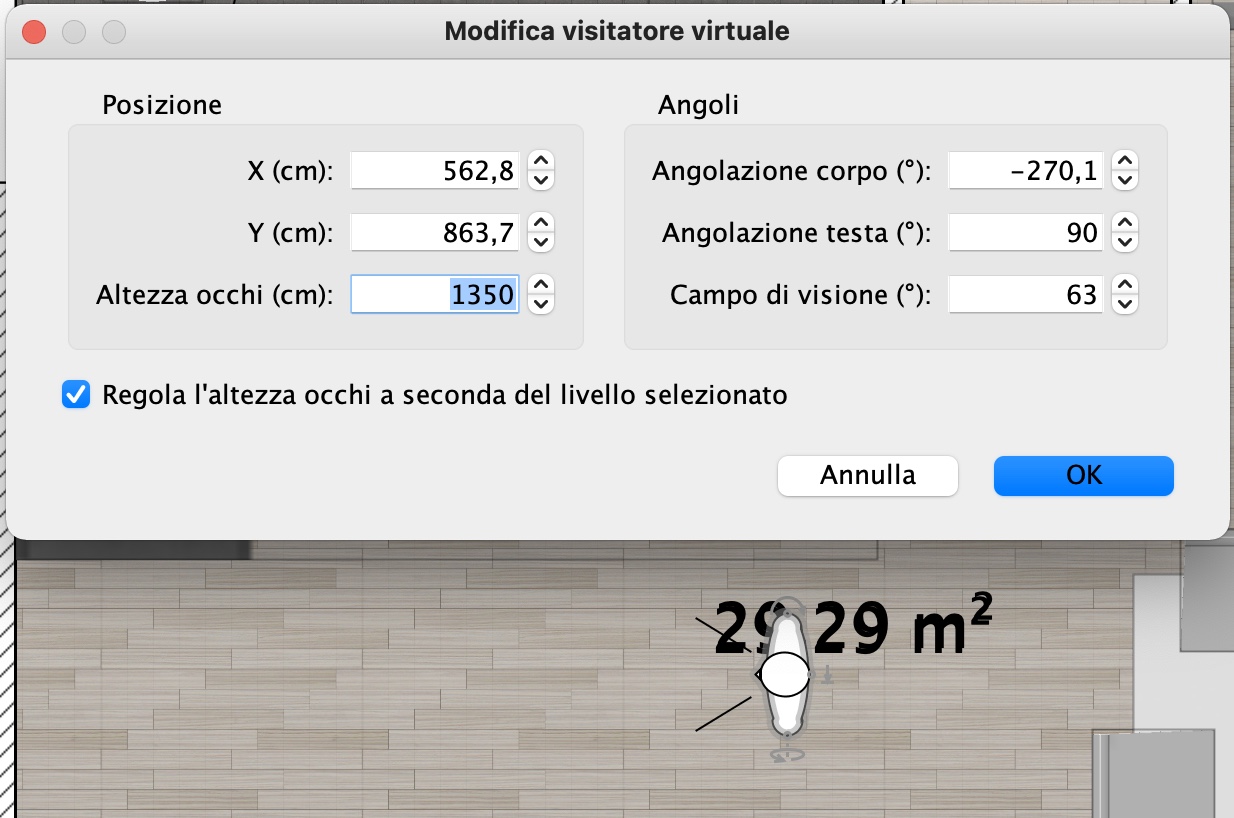 Modifica visitatore virtuale
Posizione
X (cm): 562,8
Y (cm): 863,7
Altezza occhi (cm): 1350
Angoli
Angolazione corpo (°): −270,1
Angolazione testa (°): 90
Campo di visione (°): 63
Regola l'altezza occhi a seconda del livello selezionato
Annulla OK
29 29 m²